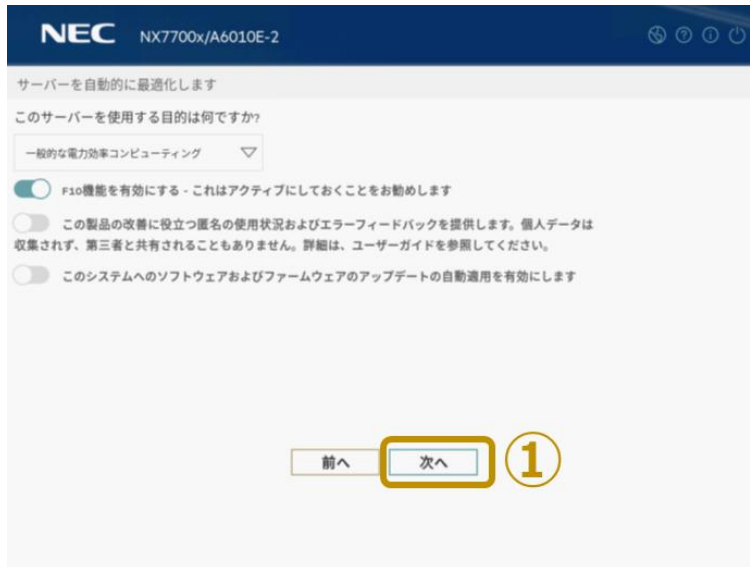 NEC NX7700x/A6010E-2
サーバーを自動的に最適化します
このサーバーを使用する目的は何ですか?
一般的な電力効率コンピューティング
F10機能を有効にする - これはアクティブにしておくことをお勧めします
この製品の改善に役立つ匿名の使用状況およびエラーフィードバックを提供します。個人データは
収集されず、第三者と共有されることもありません。詳細は、ユーザーガイドを参照してください。
このシステムへのソフトウェアおよびファームウェアのアップデートの自動適用を有効にします
前へ 次へ ①